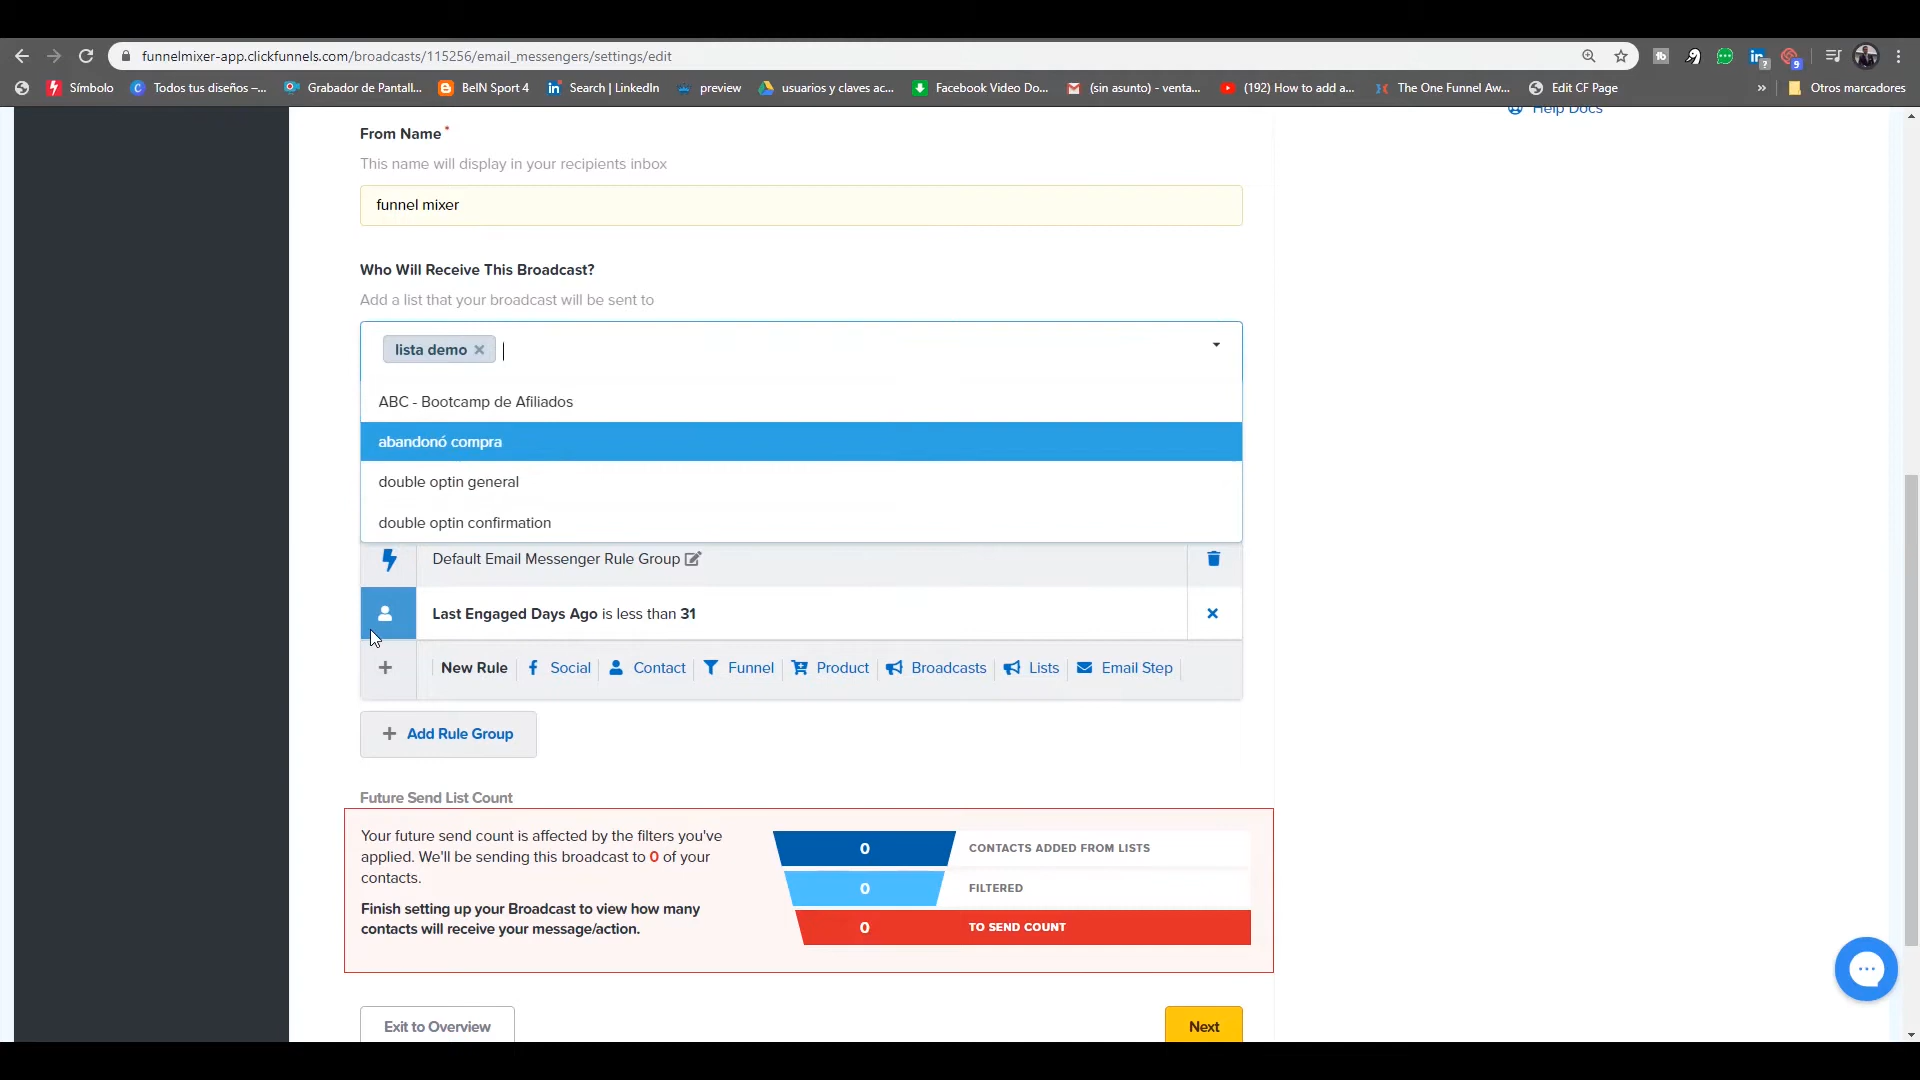 funnelmixer-app.clickfunnels.com/broadcasts/115256/email_messengers/settings/edit
Símbolo
Todos tus diseños –...
Grabador de Pantall...
BeIN Sport 4
Search | LinkedIn
preview
usuarios y claves ac...
Facebook Video Do...
(sin asunto) - venta...
(192) How to add a...
The One Funnel Aw...
Edit CF Page
»
Otros marcadores
Help Docs
From Name *
This name will display in your recipients inbox
funnel mixer
Who Will Receive This Broadcast?
Add a list that your broadcast will be sent to
lista demo ×
ABC - Bootcamp de Afiliados
abandonó compra
double optin general
double optin confirmation
Default Email Messenger Rule Group
Last Engaged Days Ago is less than 31
+ New Rule Social Contact Funnel Product Broadcasts Lists Email Step
+ Add Rule Group
Future Send List Count
Your future send count is affected by the filters you've
applied. We'll be sending this broadcast to 0 of your
contacts.
Finish setting up your Broadcast to view how many
contacts will receive your message/action.
0 CONTACTS ADDED FROM LISTS
0 FILTERED
0 TO SEND COUNT
Exit to Overview
Next